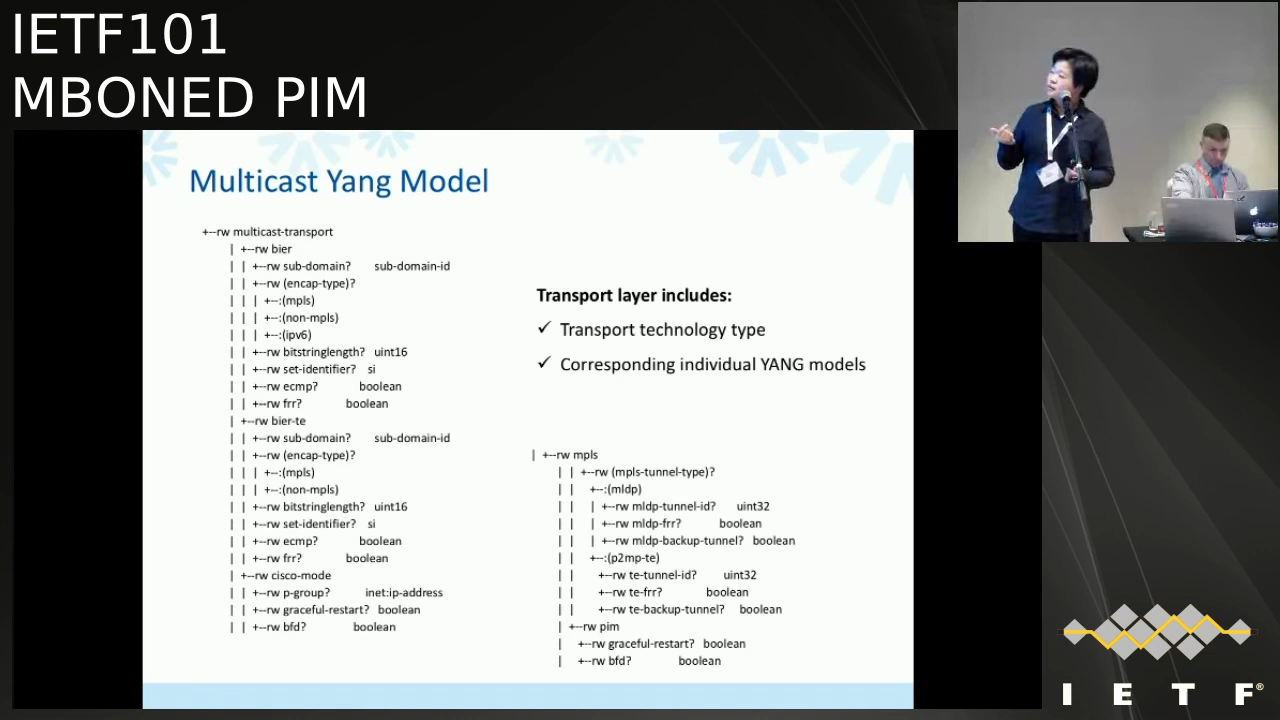 IETF101
MBONED PIM
Multicast Yang Model
+--rw multicast-transport
| +--rw bier
| | +--rw sub-domain? sub-domain-id
| | +--rw (encap-type)?
| | | +--:(mpls)
| | | +--:(non-mpls)
| | | +--:(ipv6)
| | +--rw bitstringlength? uint16
| | +--rw set-identifier? si
| | +--rw ecmp? boolean
| | +--rw frr? boolean
| +--rw bier-te
| | +--rw sub-domain? sub-domain-id
| | +--rw (encap-type)?
| | | +--:(mpls)
| | | +--:(non-mpls)
| | +--rw bitstringlength? uint16
| | +--rw set-identifier? si
| | +--rw ecmp? boolean
| | +--rw frr? boolean
| +--rw cisco-mode
| | +--rw p-group? inet:ip-address
| | +--rw graceful-restart? boolean
| | +--rw bfd? boolean
Transport layer includes:
✓ Transport technology type
✓ Corresponding individual YANG models
| +--rw mpls
| | +--rw (mpls-tunnel-type)?
| | +--:(mldp)
| | | +--rw mldp-tunnel-id? uint32
| | | +--rw mldp-frr? boolean
| | | +--rw mldp-backup-tunnel? boolean
| | +--:(p2mp-te)
| | +--rw te-tunnel-id? uint32
| | +--rw te-frr? boolean
| | +--rw te-backup-tunnel? boolean
| +--rw pim
| +--rw graceful-restart? boolean
| +--rw bfd? boolean
I E T F®